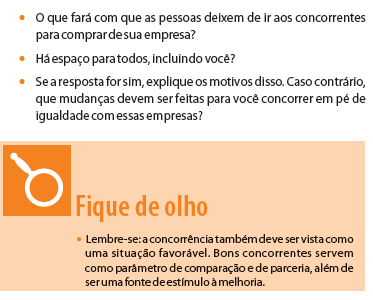 • O que fará com que as pessoas deixem de ir aos concorrentes
para comprar de sua empresa?
• Há espaço para todos, incluindo você?
• Se a resposta for sim, explique os motivos disso. Caso contrário,
que mudanças devem ser feitas para você concorrer em pé de
igualdade com essas empresas?
Fique de olho
• Lembre-se: a concorrência também deve ser vista como
uma situação favorável. Bons concorrentes servem
como parâmetro de comparação e de parceria, além de
ser uma fonte de estímulo à melhoria.